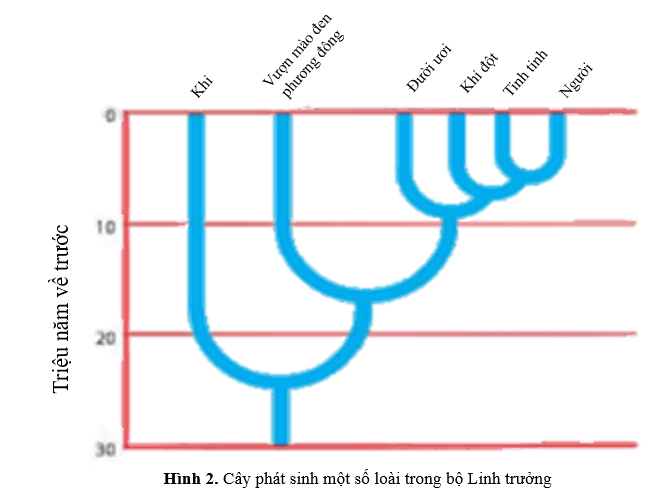 Khỉ
Vượn mào đen
phương đông
Đười ươi
Khỉ đột
Tinh tinh
Người
0
10
20
30
Triệu năm về trước
Hình 2. Cây phát sinh một số loài trong bộ Linh trưởng